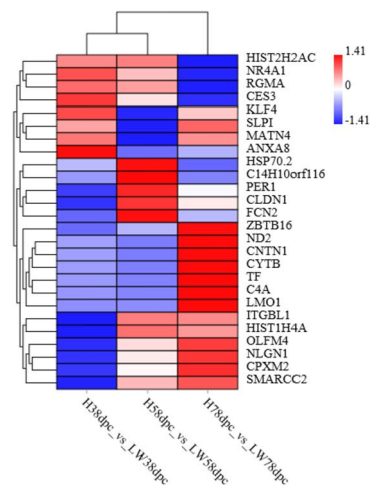 HIST2H2AC
NR4A1
RGMA
CES3
KLF4
SLPI
MATN4
ANXA8
HSP70.2
C14H10orf116
PER1
CLDN1
FCN2
ZBTB16
ND2
CNTN1
CYTB
TF
C4A
LMO1
ITGBL1
HIST1H4A
OLFM4
NLGN1
CPXM2
SMARCC2
1.41
0
-1.41
H38dpc_vs_LW38dpc
H58dpc_vs_LW58dpc
H78dpc_vs_LW78dpc